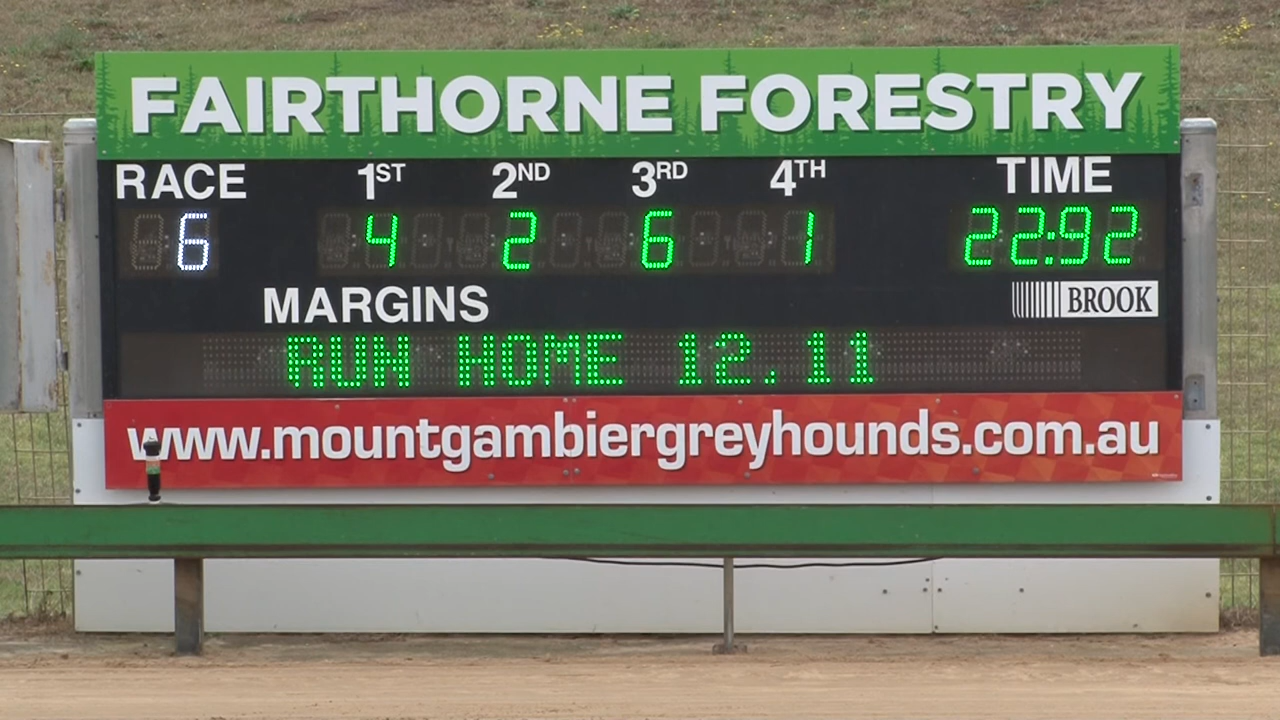 FAIRTHORNE FORESTRY
RACE 1ST 2ND 3RD 4TH TIME
6 4 2 6 1 22:92
MARGINS
BROOK
RUN HOME 12.11
www.mountgambiergreyhounds.com.au